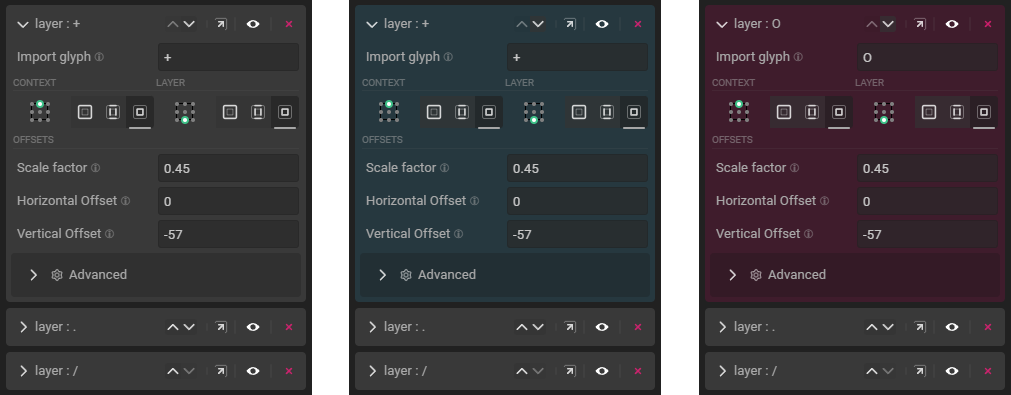 layer : +
Import glyph
+
CONTEXT LAYER
OFFSETS
Scale factor
0.45
Horizontal Offset
0
Vertical Offset
-57
Advanced
layer : .
layer : /
layer : +
Import glyph
+
CONTEXT LAYER
OFFSETS
Scale factor
0.45
Horizontal Offset
0
Vertical Offset
-57
Advanced
layer : .
layer : /
layer : O
Import glyph
O
CONTEXT LAYER
OFFSETS
Scale factor
0.45
Horizontal Offset
0
Vertical Offset
-57
Advanced
layer : .
layer : /